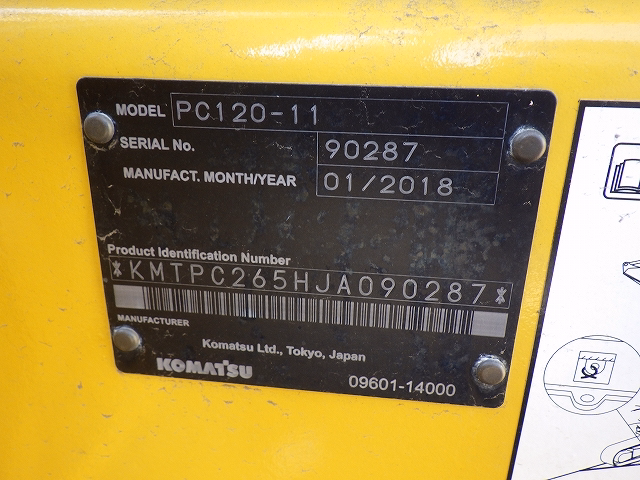 MODEL PC120-11
SERIAL No. 90287
MANUFACT. MONTH/YEAR 01/2018
Product Identification Number
*KMTPC265HJA090287*
MANUFACTURER
Komatsu Ltd., Tokyo, Japan
KOMATSU
09601-14000